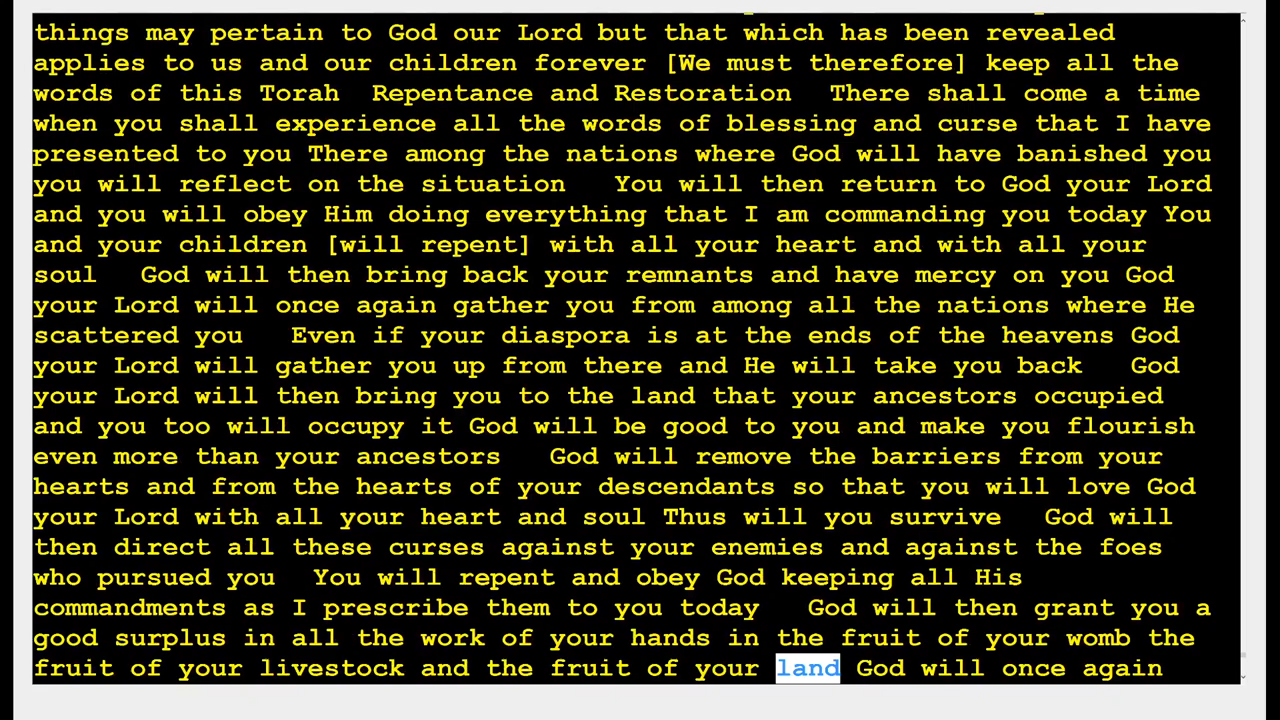 things may pertain to God our Lord but that which has been revealed
applies to us and our children forever [We must therefore] keep all the
words of this Torah  Repentance and Restoration  There shall come a time
when you shall experience all the words of blessing and curse that I have
presented to you There among the nations where God will have banished you
you will reflect on the situation   You will then return to God your Lord
and you will obey Him doing everything that I am commanding you today You
and your children [will repent] with all your heart and with all your
soul   God will then bring back your remnants and have mercy on you God
your Lord will once again gather you from among all the nations where He
scattered you   Even if your diaspora is at the ends of the heavens God
your Lord will gather you up from there and He will take you back   God
your Lord will then bring you to the land that your ancestors occupied
and you too will occupy it God will be good to you and make you flourish
even more than your ancestors   God will remove the barriers from your
hearts and from the hearts of your descendants so that you will love God
your Lord with all your heart and soul Thus will you survive   God will
then direct all these curses against your enemies and against the foes
who pursued you  You will repent and obey God keeping all His
commandments as I prescribe them to you today   God will then grant you a
good surplus in all the work of your hands in the fruit of your womb the
fruit of your livestock and the fruit of your land God will once again